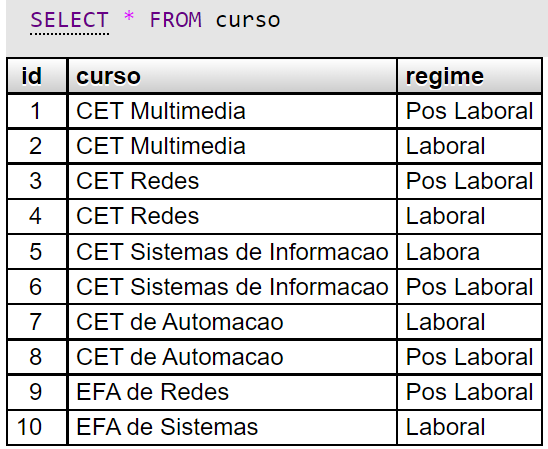 SELECT * FROM curso
id curso regime
1 CET Multimedia Pos Laboral
2 CET Multimedia Laboral
3 CET Redes Pos Laboral
4 CET Redes Laboral
5 CET Sistemas de Informacao Labora
6 CET Sistemas de Informacao Pos Laboral
7 CET de Automacao Laboral
8 CET de Automacao Pos Laboral
9 EFA de Redes Pos Laboral
10 EFA de Sistemas Laboral